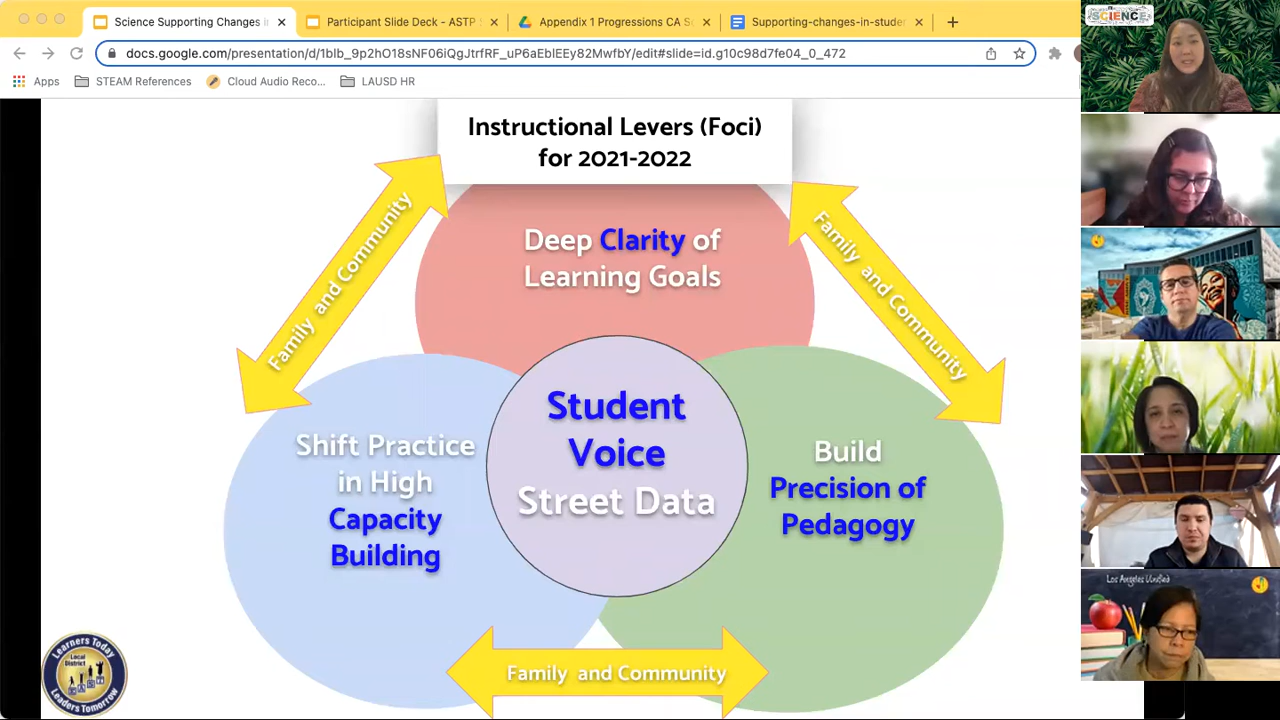 Science Supporting Changes i
Participant Slides from ASTP
Appendix 1 Progressions CA S
Supporting-changes-in-stude
docs.google.com/presentation/d/1blb_9p2hO18sNF06iQgJtrfRF_uP6aEbIEEy82MwfbY/edit#slide=id.g10c98d7fe04_0_472
Apps
STEAM References
Cloud Audio Reco...
LAUSD HR
Instructional Levers (Foci)
for 2021-2022
Family and Community
Family and Community
Deep Clarity of
Learning Goals
Student
Voice
Street Data
Shift Practice
in High
Capacity
Building
Build
Precision of
Pedagogy
Family and Community
Learners Today
Local
District
Leaders Tomorrow
SCIENCE
Los Angeles Unified